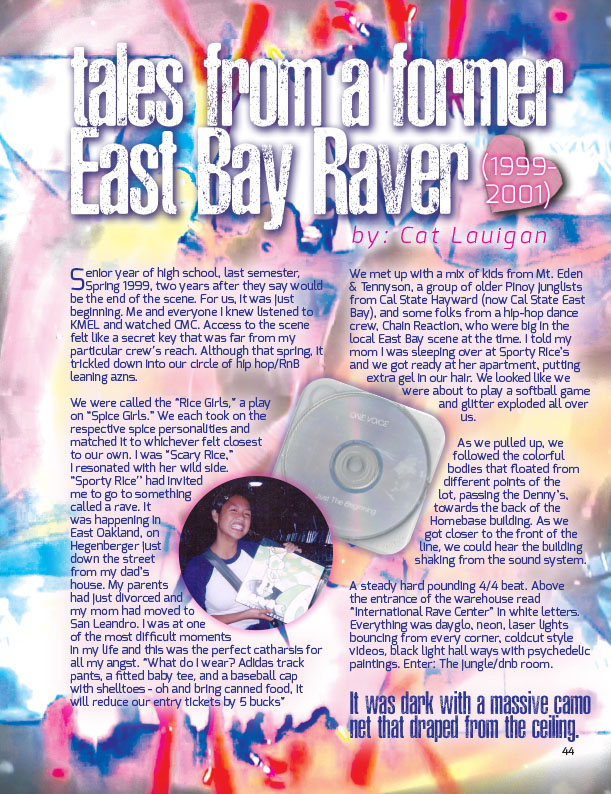 tales from a former
East Bay Raver
(1999-
2001)
by: Cat Lauigan
Senior year of high school, last semester,
Spring 1999, two years after they say would
be the end of the scene. For us, it was just
beginning. Me and everyone I knew listened to
KMEL and watched CMC. Access to the scene
felt like a secret key that was far from my
particular crew's reach. Although that spring, it
trickled down into our circle of hip hop/RnB
leaning azns.
We were called the "Rice Girls," a play
on "Spice Girls." We each took on the
respective spice personalities and
matched it to whichever felt closest
to our own. I was "Scary Rice,"
I resonated with her wild side.
"Sporty Rice'' had invited
me to go to something
called a rave. It
was happening in
East Oakland, on
Hegenberger just
down the street
from my dad's
house. My parents
had just divorced and
my mom had moved to
San Leandro. I was at one
of the most difficult moments
in my life and this was the perfect catharsis for
all my angst. "What do I wear? Adidas track
pants, a fitted baby tee, and a baseball cap
with shelltoes - oh and bring canned food, it
will reduce our entry tickets by 5 bucks"
We met up with a mix of kids from Mt. Eden
& Tennyson, a group of older Pinoy junglists
from Cal State Hayward (now Cal State East
Bay), and some folks from a hip-hop dance
crew, Chain Reaction, who were big in the
local East Bay scene at the time. I told my
mom I was sleeping over at Sporty Rice's
and we got ready at her apartment, putting
extra gel in our hair. We looked like we
were about to play a softball game
and glitter exploded all over
us.
ONE VOICE
Just The Beginning
As we pulled up, we
followed the colorful
bodies that floated from
different points of the
lot, passing the Denny's,
towards the back of the
Homebase building. As we
got closer to the front of the
line, we could hear the building
shaking from the sound system.
A steady hard pounding 4/4 beat. Above
the entrance of the warehouse read
"International Rave Center" in white letters.
Everything was dayglo, neon, laser lights
bouncing from every corner, coldcut style
videos, black light hall ways with psychedelic
paintings. Enter: The jungle/dnb room.
It was dark with a massive camo
net that draped from the ceiling.
44